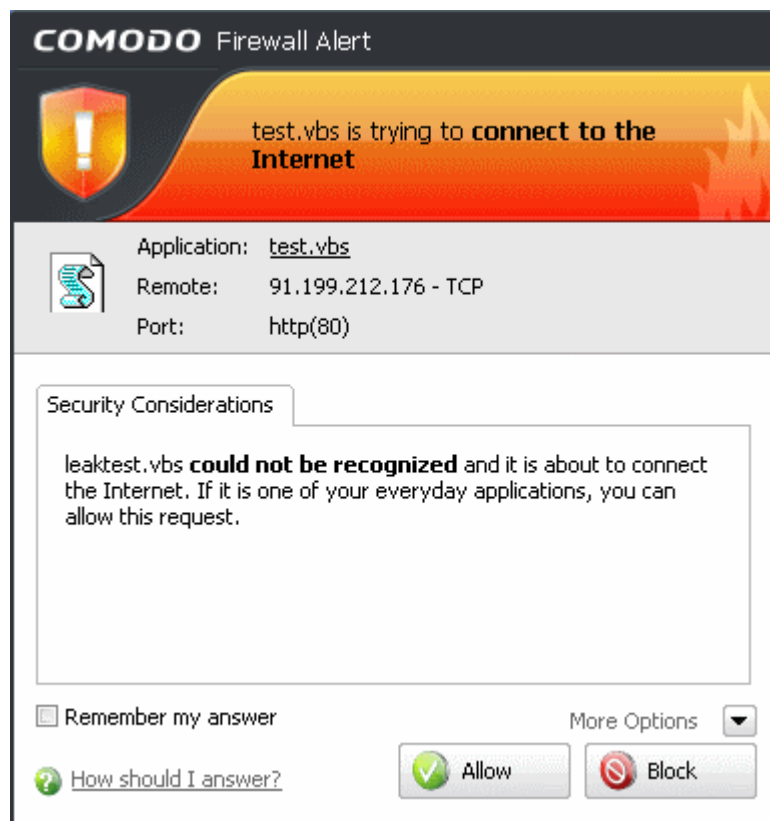 COMODO Firewall Alert
test.vbs is trying to connect to the
Internet
Application: test.vbs
Remote: 91.199.212.176 - TCP
Port: http(80)
Security Considerations
leaktest.vbs could not be recognized and it is about to connect
the Internet. If it is one of your everyday applications, you can
allow this request.
Remember my answer
More Options
How should I answer?
Allow
Block